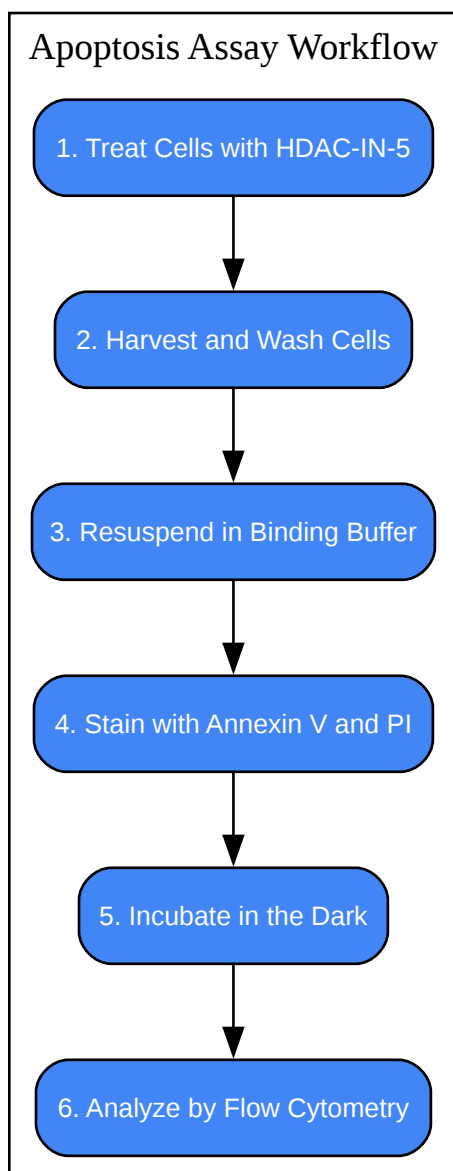 Apoptosis Assay Workflow
1. Treat Cells with HDAC-IN-5
2. Harvest and Wash Cells
3. Resuspend in Binding Buffer
4. Stain with Annexin V and PI
5. Incubate in the Dark
6. Analyze by Flow Cytometry